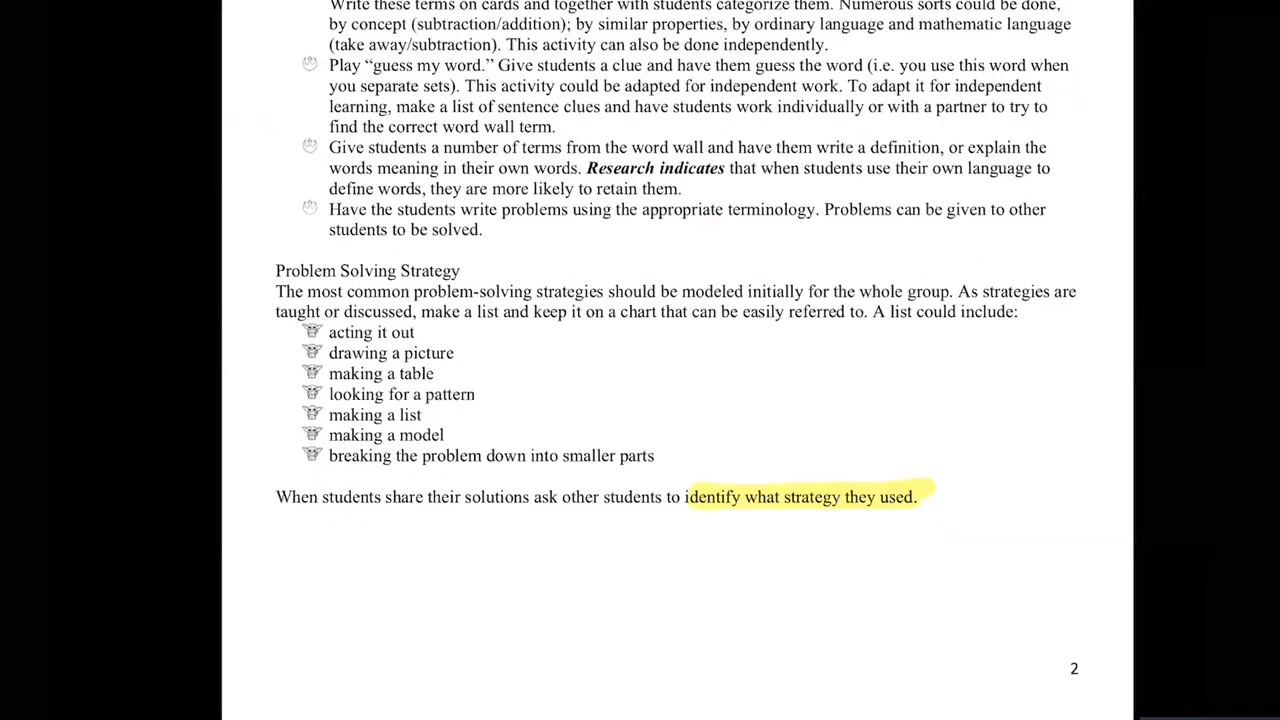 Write these terms on cards and together with students categorize them. Numerous sorts could be done,
by concept (subtraction/addition); by similar properties, by ordinary language and mathematic language
(take away/subtraction). This activity can also be done independently.
Play “guess my word.” Give students a clue and have them guess the word (i.e. you use this word when
you separate sets). This activity could be adapted for independent work. To adapt it for independent
learning, make a list of sentence clues and have students work individually or with a partner to try to
find the correct word wall term.
Give students a number of terms from the word wall and have them write a definition, or explain the
words meaning in their own words. Research indicates that when students use their own language to
define words, they are more likely to retain them.
Have the students write problems using the appropriate terminology. Problems can be given to other
students to be solved.
Problem Solving Strategy
The most common problem-solving strategies should be modeled initially for the whole group. As strategies are
taught or discussed, make a list and keep it on a chart that can be easily referred to. A list could include:
acting it out
drawing a picture
making a table
looking for a pattern
making a list
making a model
breaking the problem down into smaller parts
When students share their solutions ask other students to identify what strategy they used.
2